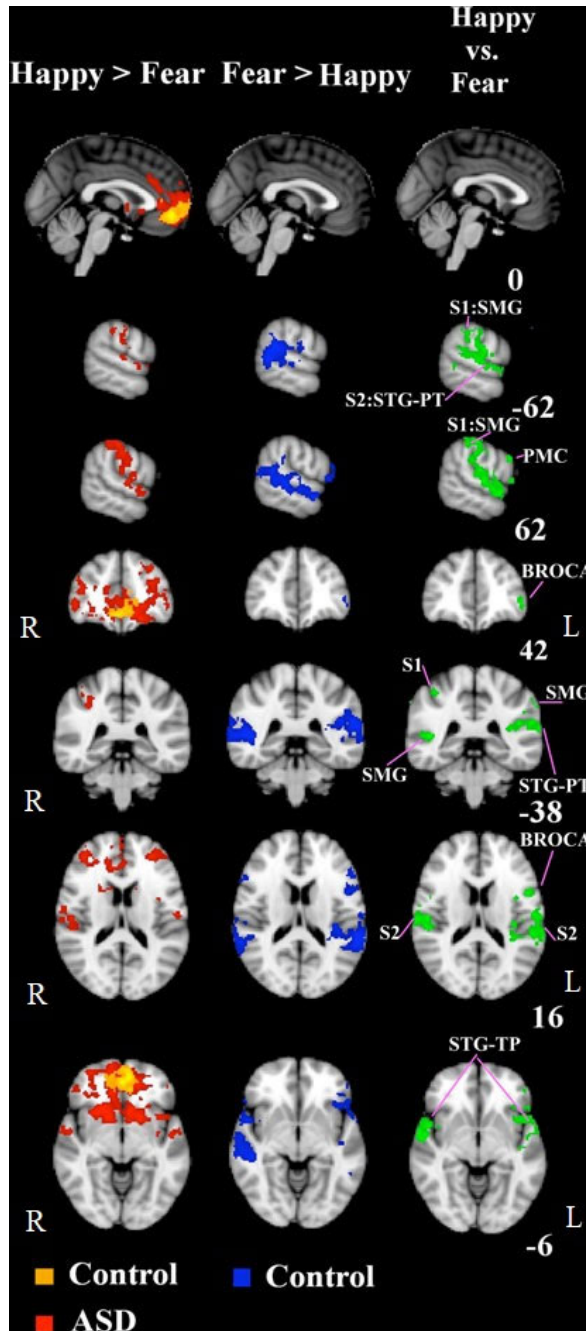 Happy > Fear
Fear > Happy
Happy
vs.
Fear
0
S1:SMG
S2:STG-PT
-62
S1:SMG
PMC
62
BROCA
R
L
42
S1
SMG
SMG
STG-PT
R
-38
BROCA
S2
S2
R
L
16
STG-TP
R
L
-6
Control
Control
ASD